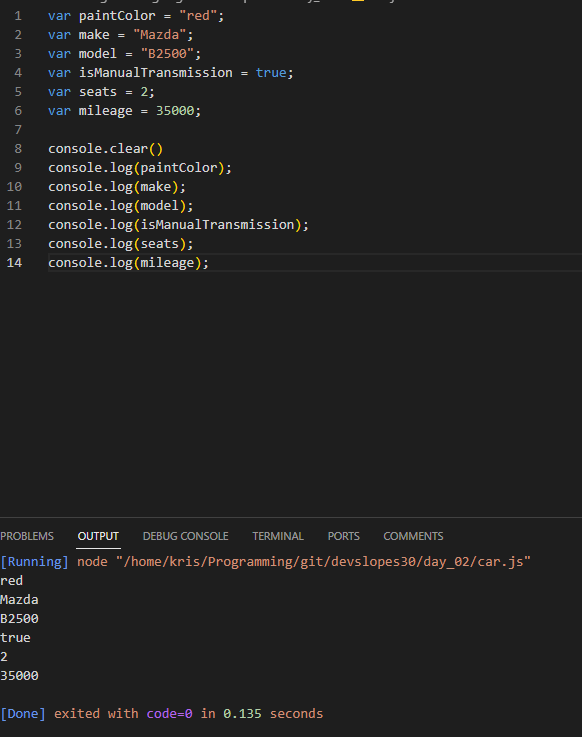 1 var paintColor = "red";
2 var make = "Mazda";
3 var model = "B2500";
4 var isManualTransmission = true;
5 var seats = 2;
6 var mileage = 35000;
7
8 console.clear()
9 console.log(paintColor);
10 console.log(make);
11 console.log(model);
12 console.log(isManualTransmission);
13 console.log(seats);
14 console.log(mileage);
PROBLEMS OUTPUT DEBUG CONSOLE TERMINAL PORTS COMMENTS
[Running] node "/home/kris/Programming/git/devslopes30/day_02/car.js"
red
Mazda
B2500
true
2
35000
[Done] exited with code=0 in 0.135 seconds